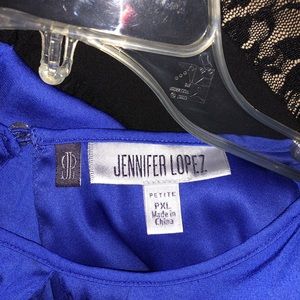 JENNIFER LOPEZ
PETITE
PXL
Made in
China